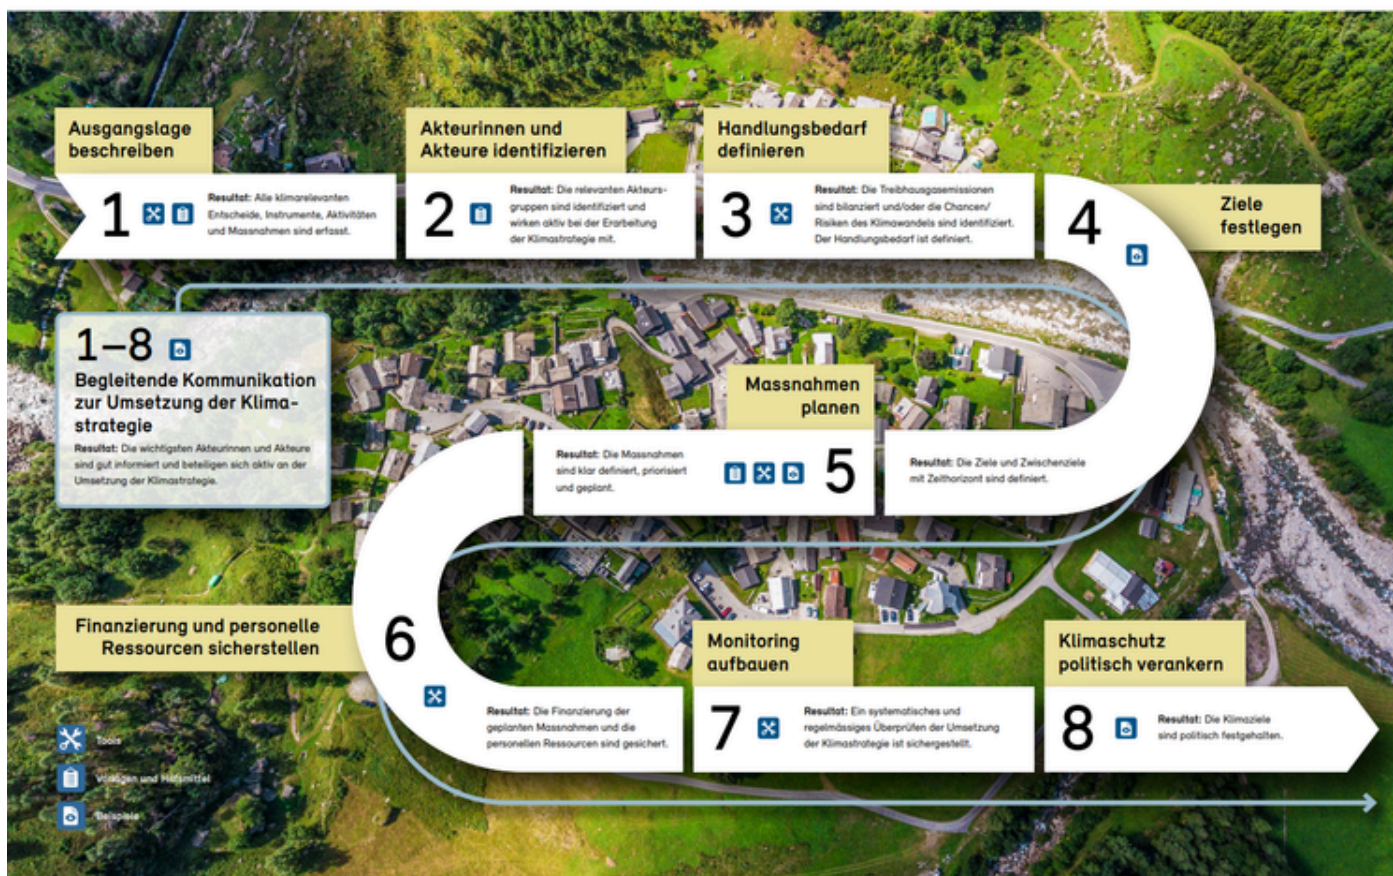 Ausgangslage
beschreiben
1
Resultat: Alle klimarelevanten
Entscheide, Instrumente, Aktivitäten
und Massnahmen sind erfasst.
Akteurinnen und
Akteure identifizieren
2
Resultat: Die relevanten Akteurs-
gruppen sind identifiziert und
wirken aktiv bei der Erarbeitung
der Klimastrategie mit.
Handlungsbedarf
definieren
3
Resultat: Die Treibhausgasemissionen
sind bilanziert und/oder die Chancen/
Risiken des Klimawandels sind identifiziert.
Der Handlungsbedarf ist definiert.
4
Ziele
festlegen
Resultat: Die Ziele und Zwischenziele
mit Zeithorizont sind definiert.
1–8
Begleitende Kommunikation
zur Umsetzung der Klima-
strategie
Resultat: Die wichtigsten Akteurinnen und Akteure
sind gut informiert und beteiligen sich aktiv an der
Umsetzung der Klimastrategie.
Massnahmen
planen
Resultat: Die Massnahmen
sind klar definiert, priorisiert
und geplant.
5
Finanzierung und personelle
Ressourcen sicherstellen
6
Resultat: Die Finanzierung der
geplanten Massnahmen und die
personellen Ressourcen sind gesichert.
Monitoring
aufbauen
7
Resultat: Ein systematisches und
regelmässiges Überprüfen der Umsetzung
der Klimastrategie ist sichergestellt.
Klimaschutz
politisch verankern
8
Resultat: Die Klimaziele
sind politisch festgehalten.
Tools
Vorlagen und Hilfsmittel
Beispiele